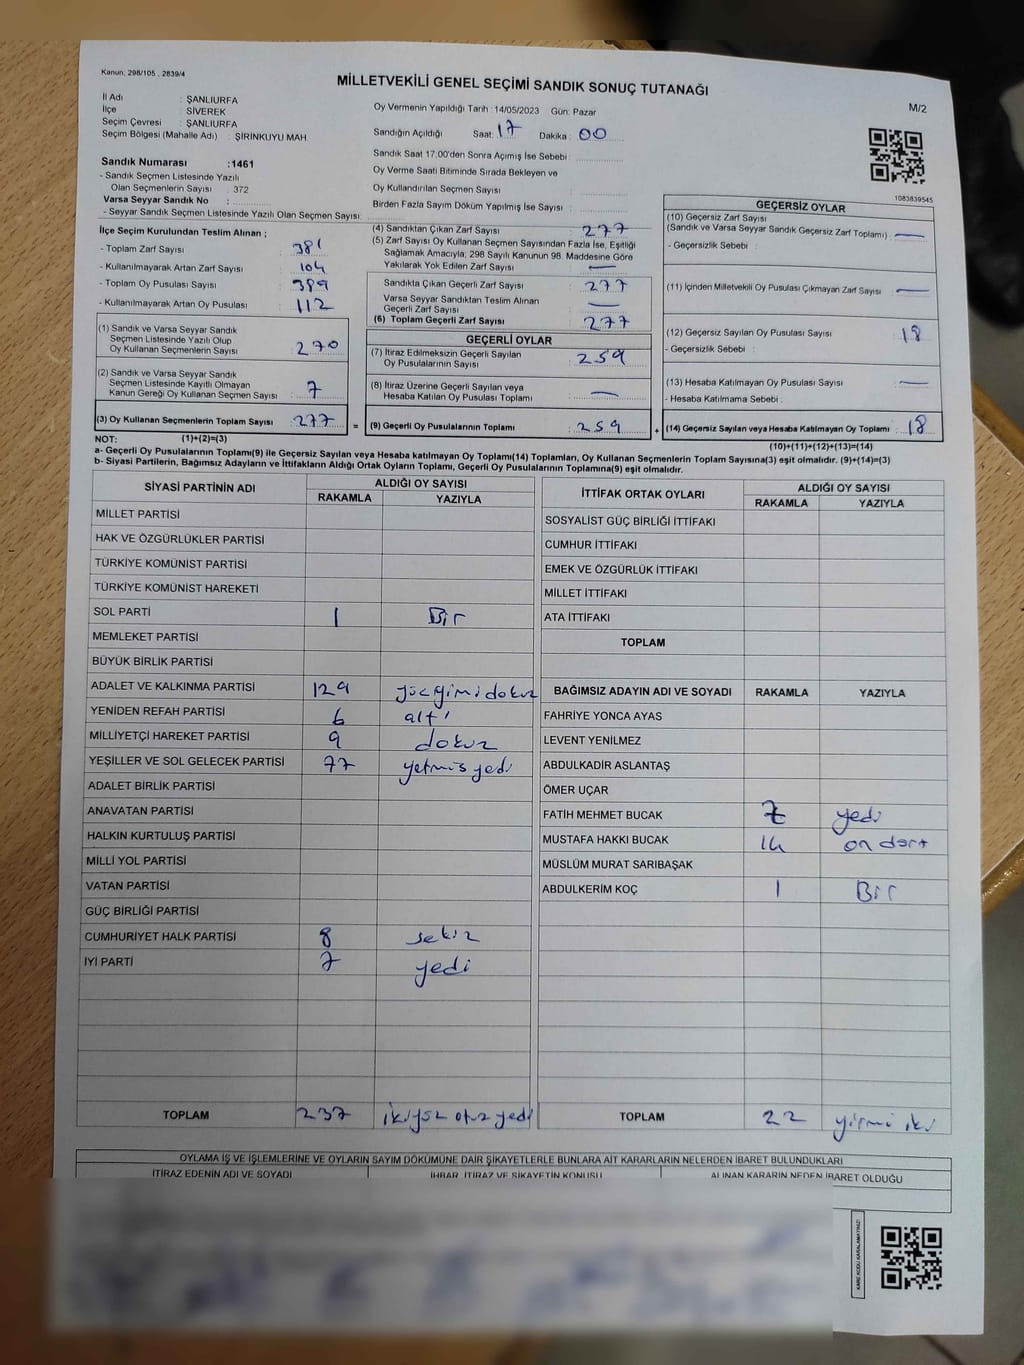 Kanun; 298/105 , 2839/4
MİLLETVEKİLİ GENEL SEÇİMİ SANDIK SONUÇ TUTANAĞI
M/2
İl Adı : ŞANLIURFA
İlçe : SİVEREK
Seçim Çevresi : ŞANLIURFA
Seçim Bölgesi (Mahalle Adı) : ŞİRİNKUYU MAH.
Sandık Numarası :1461
- Sandık Seçmen Listesinde Yazılı
Olan Seçmenlerin Sayısı : 372
Varsa Seyyar Sandık No :
- Seyyar Sandık Seçmen Listesinde Yazılı Olan Seçmen Sayısı:
Oy Vermenin Yapıldığı Tarih : 14/05/2023 Gün: Pazar
Sandığın Açıldığı Saat: 17 Dakika : 00
Sandık Saat 17:00'den Sonra Açımış İse Sebebi :
Oy Verme Saati Bitiminde Sırada Bekleyen ve
Oy Kullandırılan Seçmen Sayısı :
Birden Fazla Sayım Döküm Yapılmış İse Sayısı :
1083839545
İlçe Seçim Kurulundan Teslim Alınan ;
- Toplam Zarf Sayısı : 381
- Kullanılmayarak Artan Zarf Sayısı : 104
- Toplam Oy Pusulası Sayısı : 389
- Kullanılmayarak Artan Oy Pusulası : 112
(4) Sandıktan Çıkan Zarf Sayısı : 277
(5) Zarf Sayısı Oy Kullanan Seçmen Sayısından Fazla İse, Eşitliği
Sağlamak Amacıyla, 298 Sayılı Kanunun 98. Maddesine Göre
Yakılarak Yok Edilen Zarf Sayısı : —
Sandıkta Çıkan Geçerli Zarf Sayısı : 277
Varsa Seyyar Sandıktan Teslim Alınan
Geçerli Zarf Sayısı : —
(6) Toplam Geçerli Zarf Sayısı : 277
GEÇERSİZ OYLAR
(10) Geçersiz Zarf Sayısı
(Sandık ve Varsa Seyyar Sandık Geçersiz Zarf Toplamı) : —
- Geçersizlik Sebebi :
(11) İçinden Milletvekili Oy Pusulası Çıkmayan Zarf Sayısı : —
(12) Geçersiz Sayılan Oy Pusulası Sayısı : 18
- Geçersizlik Sebebi :
(13) Hesaba Katılmayan Oy Pusulası Sayısı : —
- Hesaba Katılmama Sebebi :
(14) Geçersiz Sayılan veya Hesaba Katılmayan Oy Toplamı : 18
(1) Sandık ve Varsa Seyyar Sandık
Seçmen Listesinde Yazılı Olup
Oy Kullanan Seçmenlerin Sayısı : 270
(2) Sandık ve Varsa Seyyar Sandık
Seçmen Listesinde Kayıtlı Olmayan
Kanun Gereği Oy Kullanan Seçmen Sayısı : 7
(3) Oy Kullanan Seçmenlerin Toplam Sayısı : 277 =
GEÇERLİ OYLAR
(7) İtiraz Edilmeksizin Geçerli Sayılan
Oy Pusulalarının Sayısı : 259
(8) İtiraz Üzerine Geçerli Sayılan veya
Hesaba Katılan Oy Pusulası Toplamı : —
(9) Geçerli Oy Pusulalarının Toplamı : 259 +
NOT: (1)+(2)=(3) (10)+(11)+(12)+(13)=(14)
a- Geçerli Oy Pusulalarının Toplamı(9) ile Geçersiz Sayılan veya Hesaba katılmayan Oy Toplamı(14) Toplamları, Oy Kullanan Seçmenlerin Toplam Sayısına(3) eşit olmalıdır. (9)+(14)=(3)
b- Siyasi Partilerin, Bağımsız Adayların ve İttifakların Aldığı Ortak Oyların Toplamı, Geçerli Oy Pusulalarının Toplamına(9) eşit olmalıdır.
SİYASİ PARTİNİN ADI ALDIĞI OY SAYISI
RAKAMLA YAZIYLA
MİLLET PARTİSİ
HAK VE ÖZGÜRLÜKLER PARTİSİ
TÜRKİYE KOMÜNİST PARTİSİ
TÜRKİYE KOMÜNİST HAREKETİ
SOL PARTİ 1 Bir
MEMLEKET PARTİSİ
BÜYÜK BİRLİK PARTİSİ
ADALET VE KALKINMA PARTİSİ 129 yüzyirmidokuz
YENİDEN REFAH PARTİSİ 6 altı
MİLLİYETÇİ HAREKET PARTİSİ 9 dokuz
YEŞİLLER VE SOL GELECEK PARTİSİ 77 yetmiş yedi
ADALET BİRLİK PARTİSİ
ANAVATAN PARTİSİ
HALKIN KURTULUŞ PARTİSİ
MİLLİ YOL PARTİSİ
VATAN PARTİSİ
GÜÇ BİRLİĞİ PARTİSİ
CUMHURİYET HALK PARTİSİ 8 sekiz
İYİ PARTİ 7 yedi
TOPLAM 237 ikiyüz otuz yedi
İTTİFAK ORTAK OYLARI ALDIĞI OY SAYISI
RAKAMLA YAZIYLA
SOSYALİST GÜÇ BİRLİĞİ İTTİFAKI
CUMHUR İTTİFAKI
EMEK VE ÖZGÜRLÜK İTTİFAKI
MİLLET İTTİFAKI
ATA İTTİFAKI
TOPLAM
BAĞIMSIZ ADAYIN ADI VE SOYADI RAKAMLA YAZIYLA
FAHRİYE YONCA AYAS
LEVENT YENİLMEZ
ABDULKADİR ASLANTAŞ
ÖMER UÇAR
FATİH MEHMET BUCAK 7 yedi
MUSTAFA HAKKI BUCAK 14 on dört
MÜSLÜM MURAT SARIBAŞAK
ABDULKERİM KOÇ 1 Bir
TOPLAM 22 yirmi iki
OYLAMA İŞ VE İŞLEMLERİNE VE OYLARIN SAYIM DÖKÜMÜNE DAİR ŞİKAYETLERLE BUNLARA AİT KARARLARIN NELERDEN İBARET BULUNDUKLARI
İTİRAZ EDENİN ADI VE SOYADI İHBAR, İTİRAZ VE ŞİKAYETİN KONUSU ALINAN KARARIN NEDEN İBARET OLDUĞU
KARE KODU KARALAMAYINIZ!